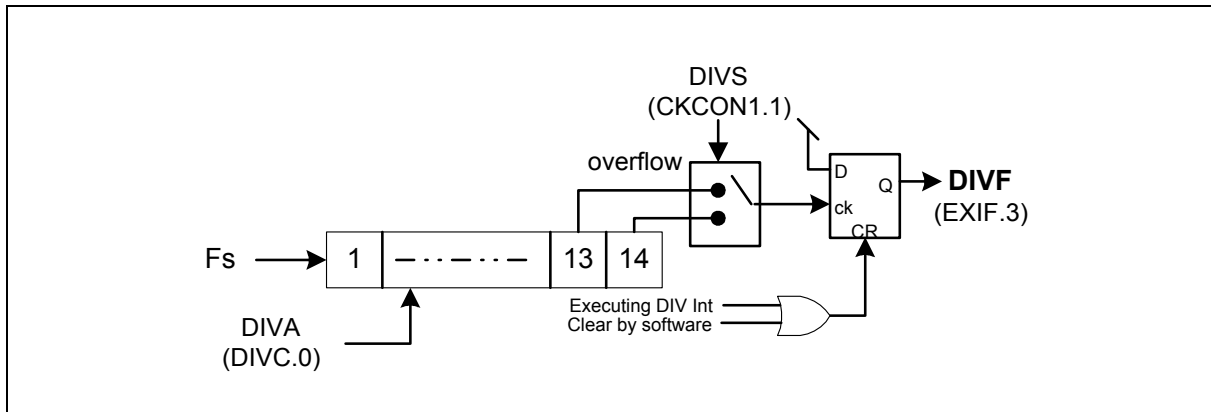 DIVS
(CKCON1.1)
overflow
D
Q
DIVF
ck
(EXIF.3)
CR
Fs
1
13
14
Executing DIV Int
Clear by software
DIVA
(DIVC.0)